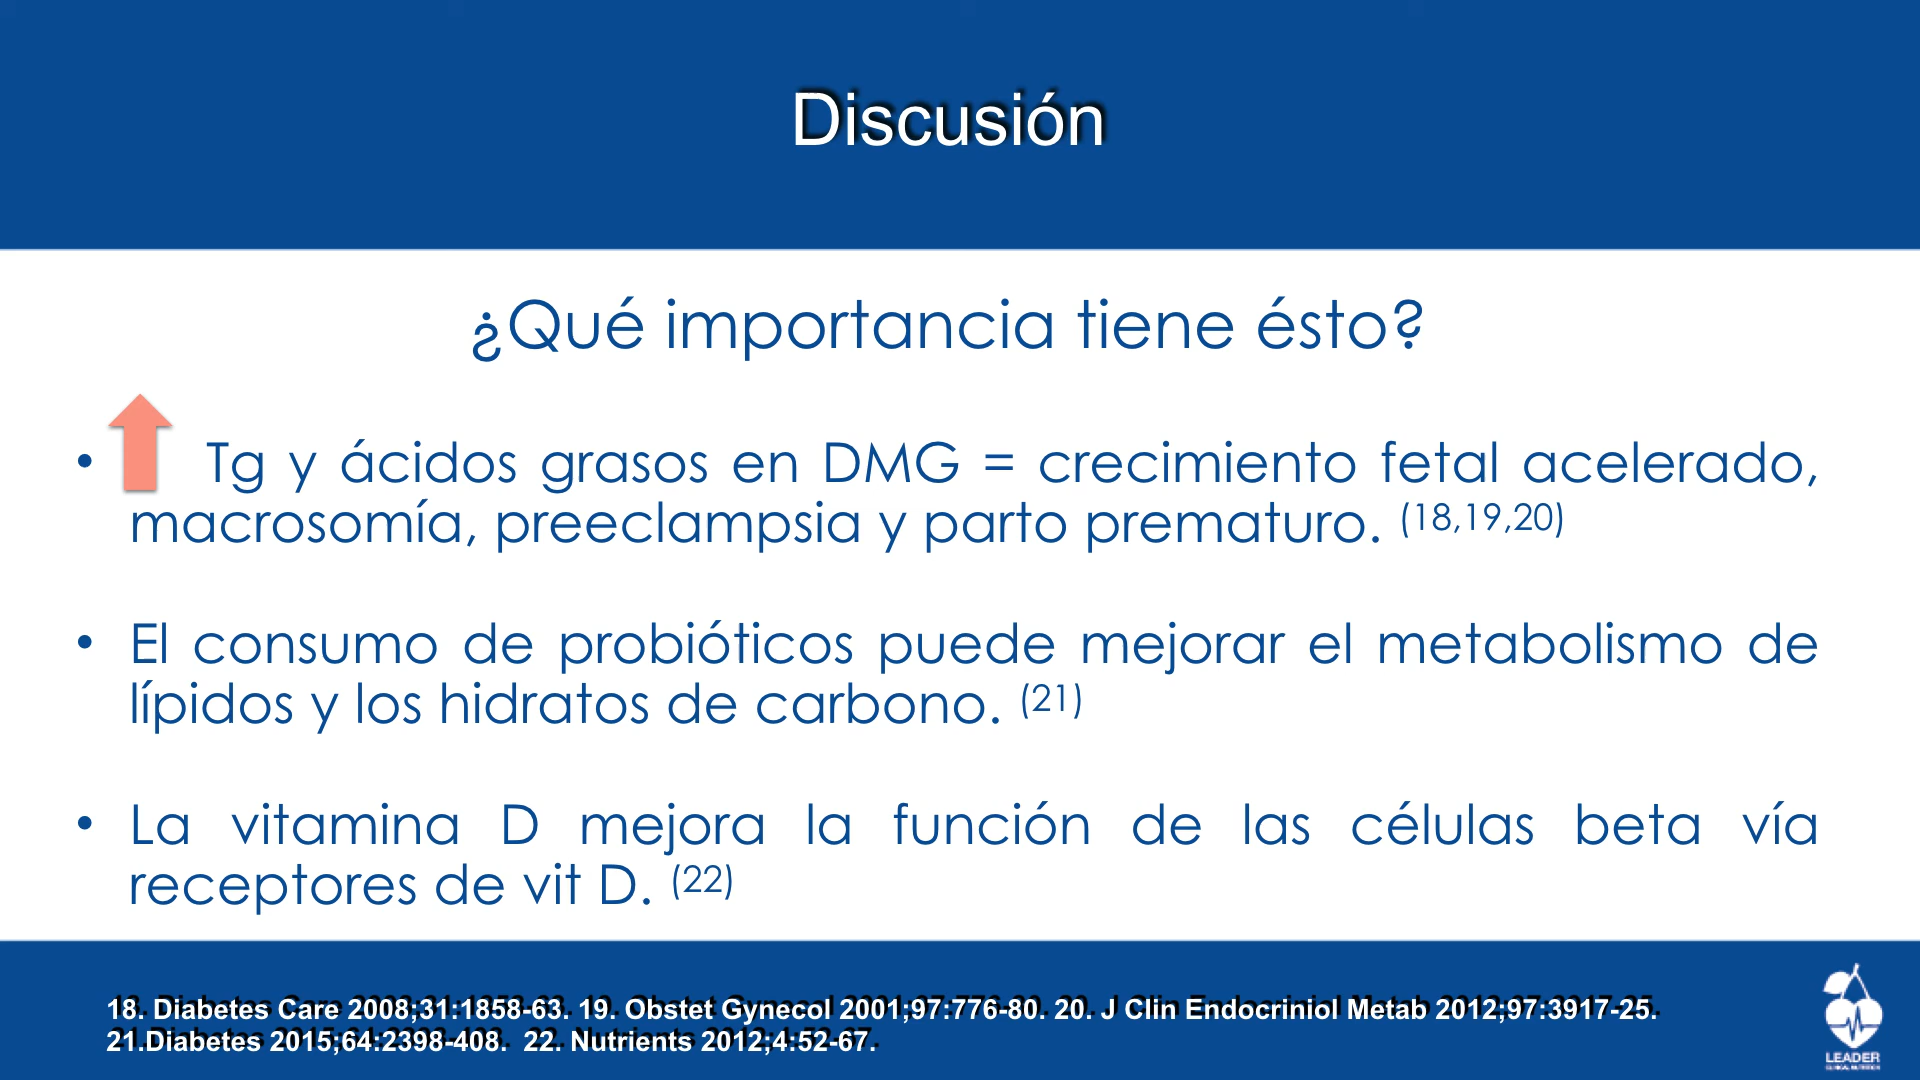 Discusión
¿Qué importancia tiene ésto?
• Tg y ácidos grasos en DMG = crecimiento fetal acelerado,
macrosomía, preeclampsia y parto prematuro. (18,19,20)
• El consumo de probióticos puede mejorar el metabolismo de
lípidos y los hidratos de carbono. (21)
• La vitamina D mejora la función de las células beta vía
receptores de vit D. (22)
18. Diabetes Care 2008;31:1858-63. 19. Obstet Gynecol 2001;97:776-80. 20. J Clin Endocriniol Metab 2012;97:3917-25.
21.Diabetes 2015;64:2398-408. 22. Nutrients 2012;4:52-67.
LEADER
CLINICAL NUTRITION